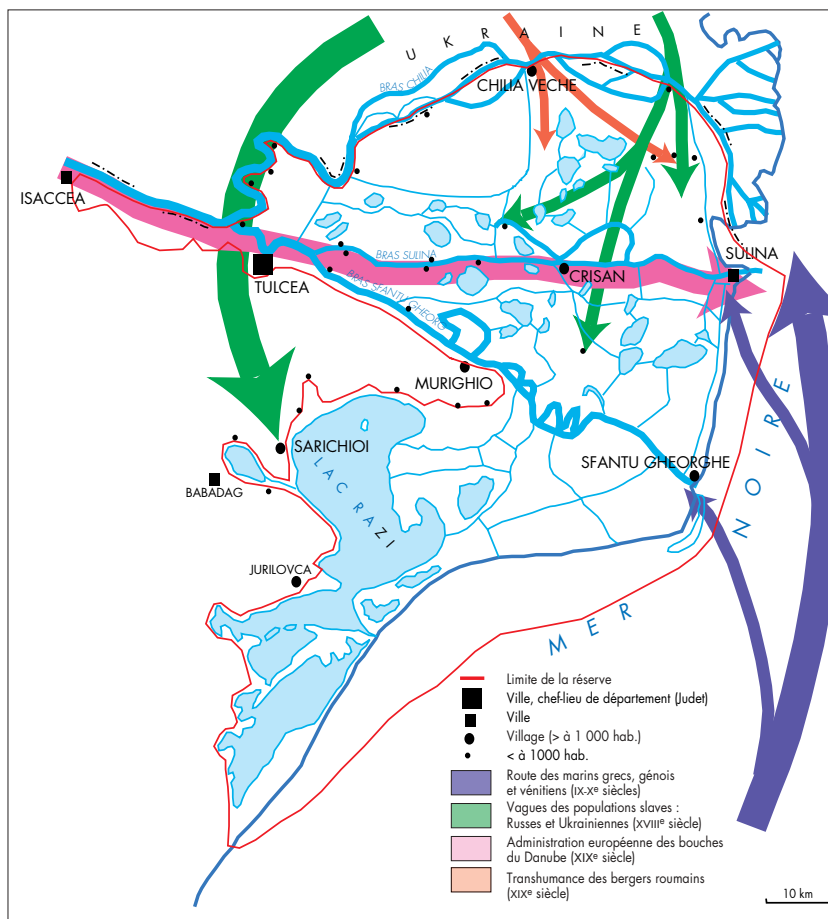 UKRAINE
BRAS CHILIA
CHILIA VECHE
ISACCEA
BRAS SULINA
SULINA
TULCEA
CRISAN
BRAS SFANTU GHEORG
MURIGHIO
SARICHIOI
SFANTU GHEORGHE
LAC RAZI
BABADAG
JURILOVCA
MER NOIRE
Limite de la réserve
Ville, chef-lieu de département (Judet)
Ville
Village (> à 1 000 hab.)
< à 1000 hab.
Route des marins grecs, génois
et vénitiens (IX-Xe siècles)
Vagues des populations slaves :
Russes et Ukrainiennes (XVIIIe siècle)
Administration européenne des bouches
du Danube (XIXe siècle)
Transhumance des bergers roumains
(XIXe siècle)
10 km